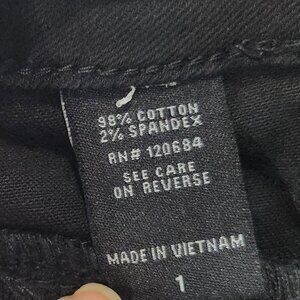 98% COTTON
2% SPANDEX
RN# 120684
SEE CARE
ON REVERSE
MADE IN VIETNAM
1